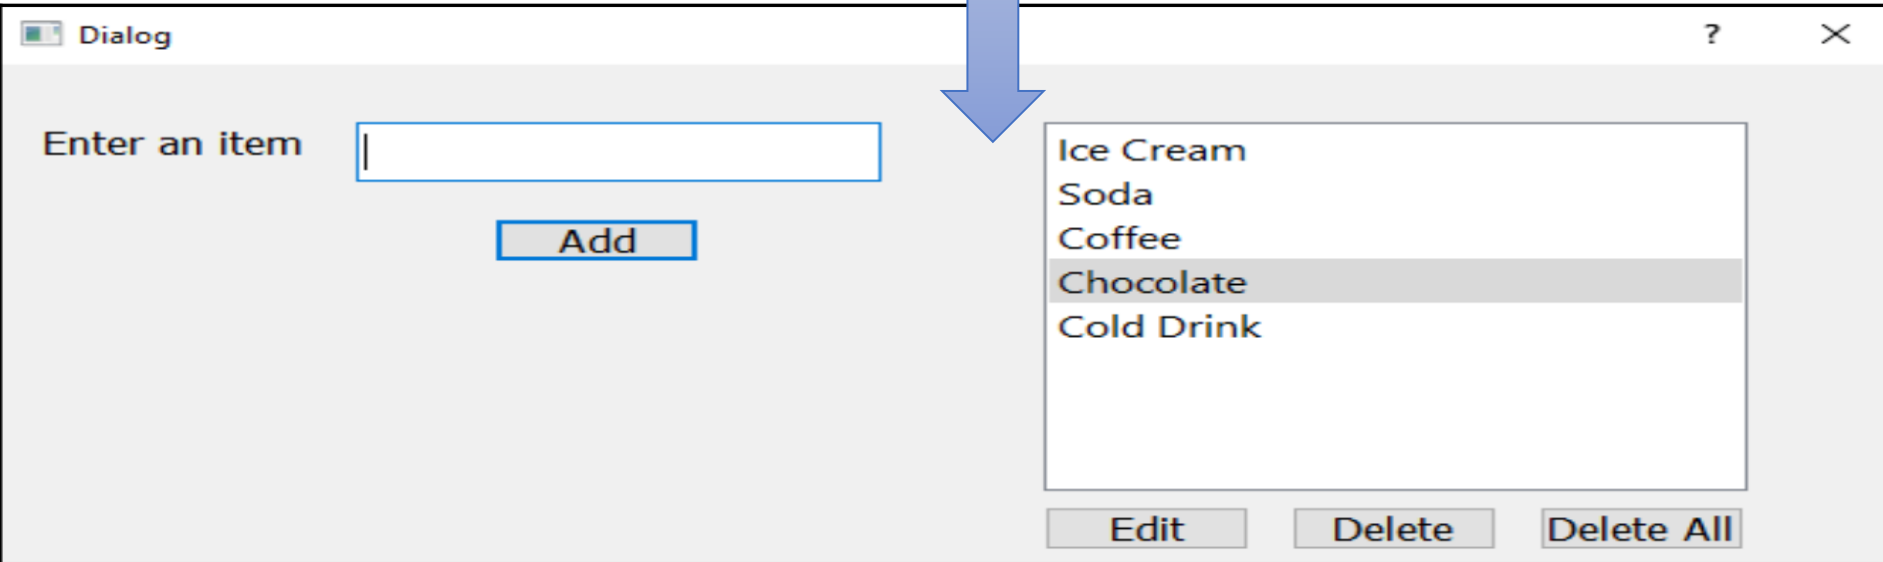 Dialog ?
Enter an item
Add
Ice Cream
Soda
Coffee
Chocolate
Cold Drink
Edit Delete Delete All